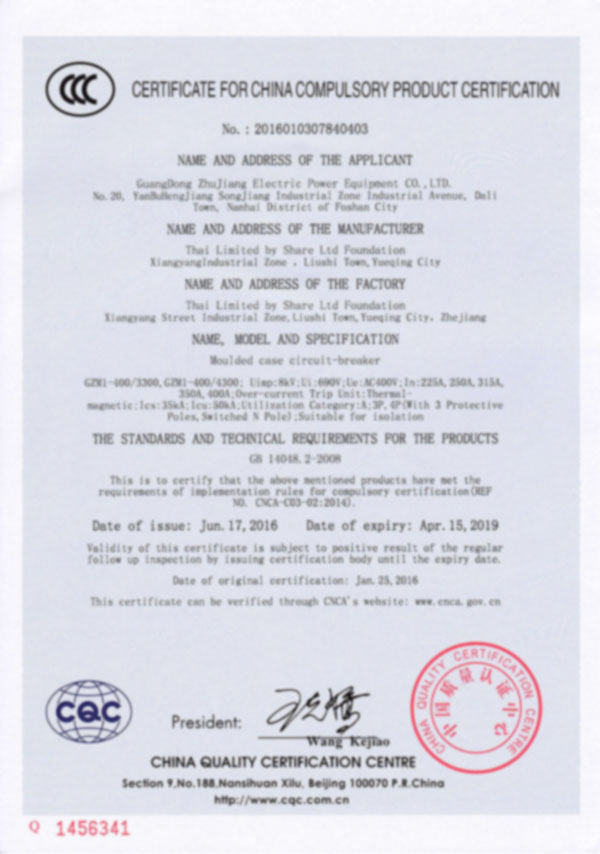 CCC
CERTIFICATE FOR CHINA COMPULSORY PRODUCT CERTIFICATION
No.: 2016010307840403
NAME AND ADDRESS OF THE APPLICANT
GuangDong ZhuJiang Electric Power Equipment CO.,LTD.
No.20, YanBuHengJiang SongJiang Industrial Zone Industrial Avenue, Dali
Town, Nanhai District of Foshan City
NAME AND ADDRESS OF THE MANUFACTURER
Thai Limited by Share Ltd Foundation
XiangyangIndustrial Zone , Liushi Town,Yueqing City
NAME AND ADDRESS OF THE FACTORY
Thai Limited by Share Ltd Foundation
Xiangyang Street Industrial Zone,Liushi Town,Yueqing City, Zhejiang
NAME, MODEL AND SPECIFICATION
Moulded case circuit-breaker
GZM1-400/3300,GZM1-400/4300; Uimp:8kV;Ui:690V;Ue:AC400V;In:225A,250A,315A,
350A,400A;Over-current Trip Unit:Thermal-
magnetic;Ics:35kA;Icu:50kA;Utilization Category:A;3P,4P(With 3 Protective
Poles,Switched N Pole);Suitable for isolation
THE STANDARDS AND TECHNICAL REQUIREMENTS FOR THE PRODUCTS
GB 14048.2-2008
This is to certify that the above mentioned products have met the
requirements of implementation rules for compulsory certification(REF
NO. CNCA-C03-02:2014).
Date of issue: Jun.17,2016 Date of expiry: Apr.15,2019
Validity of this certificate is subject to positive result of the regular
follow up inspection by issuing certification body until the expiry date.
Date of original certification: Jan.25,2016
This certificate can be verified through CNCA's website: www.cnca.gov.cn
CQC
President:
Wang Kejiao
CHINA QUALITY CERTIFICATION CENTRE
中国质量认证中心
CHINA QUALITY CERTIFICATION CENTRE
Section 9,No.188,Nansihuan Xilu, Beijing 100070 P.R.China
http://www.cqc.com.cn
Q 1456341